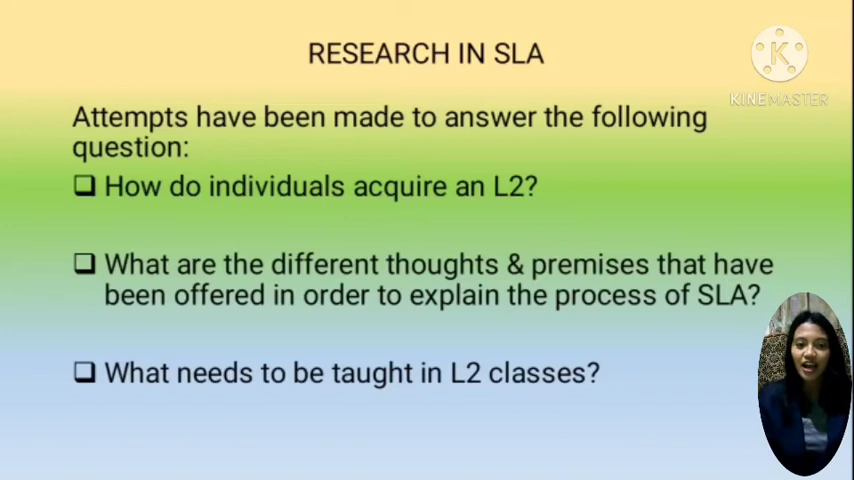 RESEARCH IN SLA
K
KINEMASTER
Attempts have been made to answer the following
question:
❑ How do individuals acquire an L2?
❑ What are the different thoughts & premises that have
been offered in order to explain the process of SLA?
❑ What needs to be taught in L2 classes?